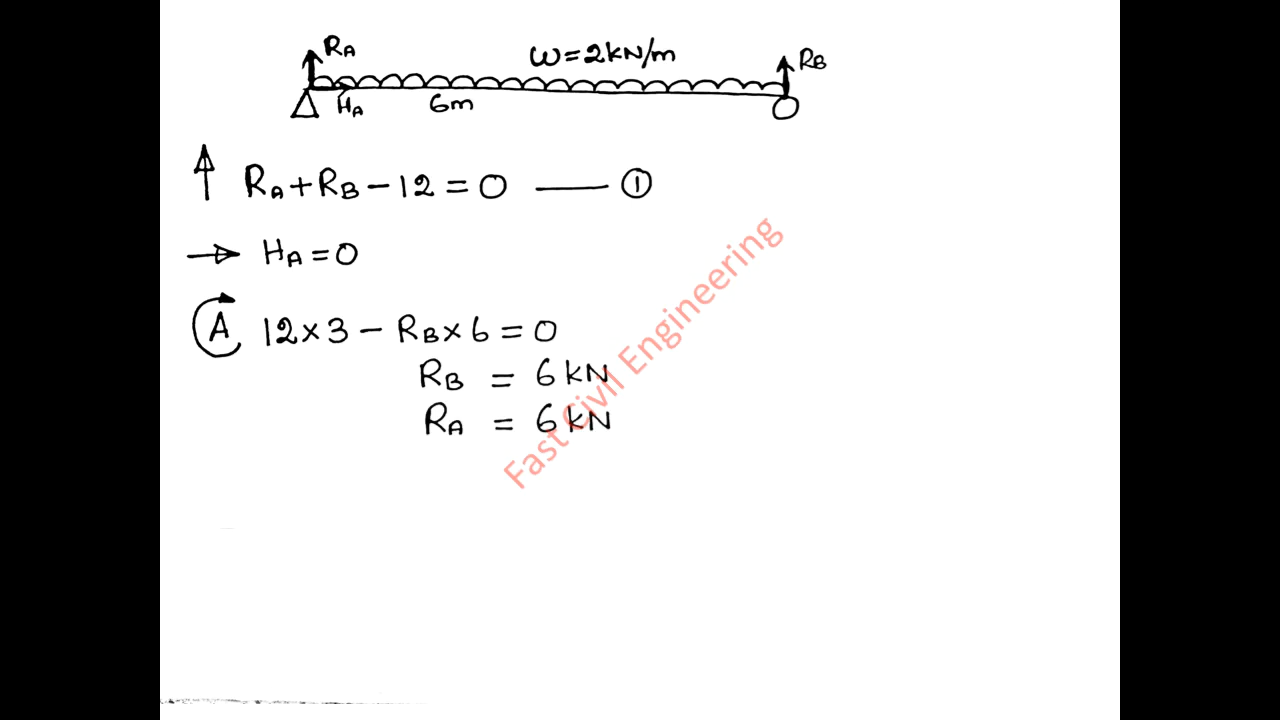 RA
W=2kN/m
RB
HA
6m
RA+RB-12=0 —— ①
HA=0
A 12×3-RB×6=0
RB = 6kN
RA = 6kN
Fast Civil Engineering